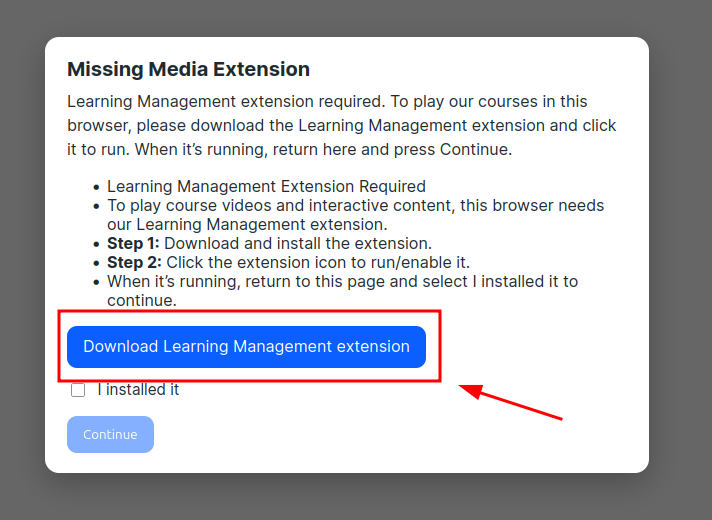 Missing Media Extension
Learning Management extension required. To play our courses in this
browser, please download the Learning Management extension and click
it to run. When it’s running, return here and press Continue.
• Learning Management Extension Required
• To play course videos and interactive content, this browser needs
our Learning Management extension.
• Step 1: Download and install the extension.
• Step 2: Click the extension icon to run/enable it.
• When it’s running, return to this page and select I installed it to
continue.
Download Learning Management extension
I installed it
Continue